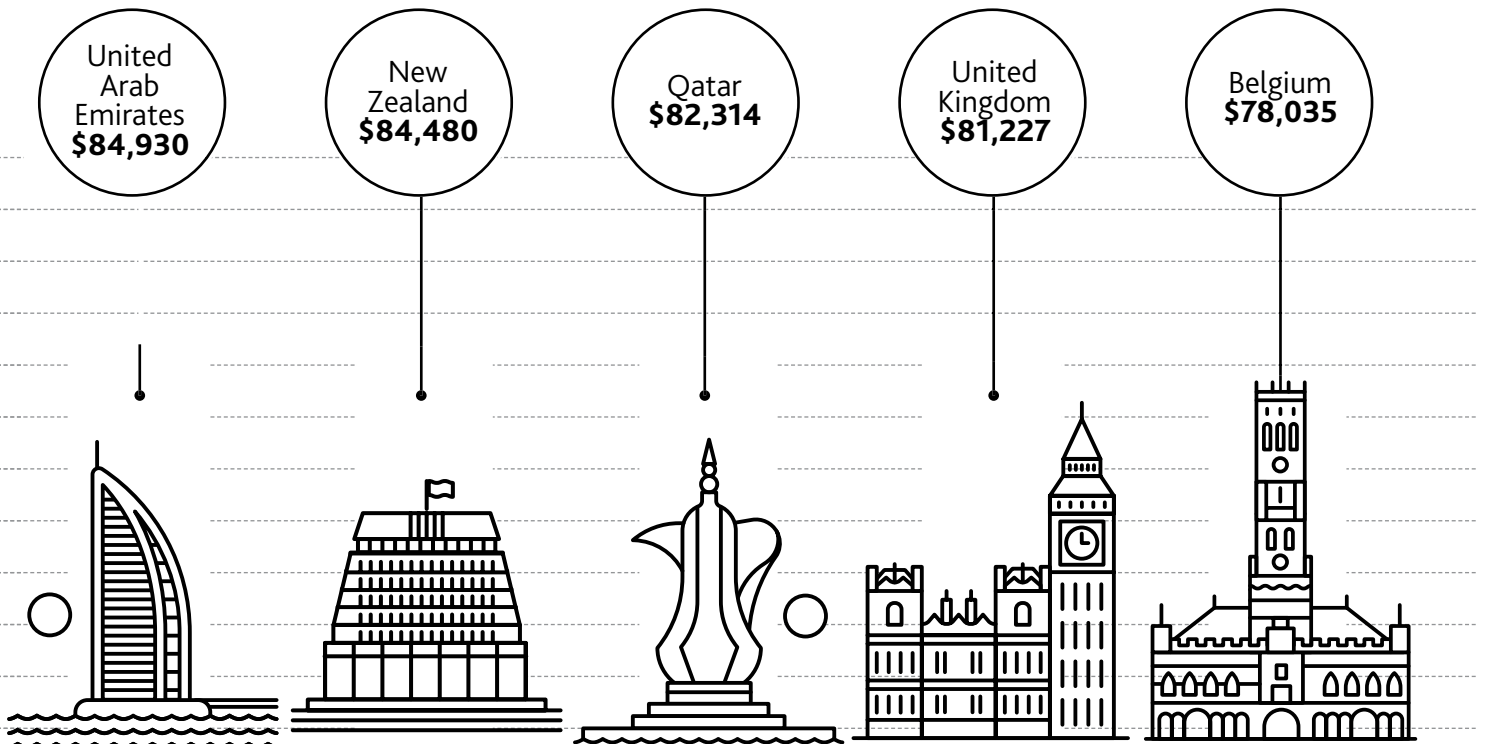 United
Arab
Emirates
$84,930
New
Zealand
$84,480
Qatar
$82,314
United
Kingdom
$81,227
Belgium
$78,035